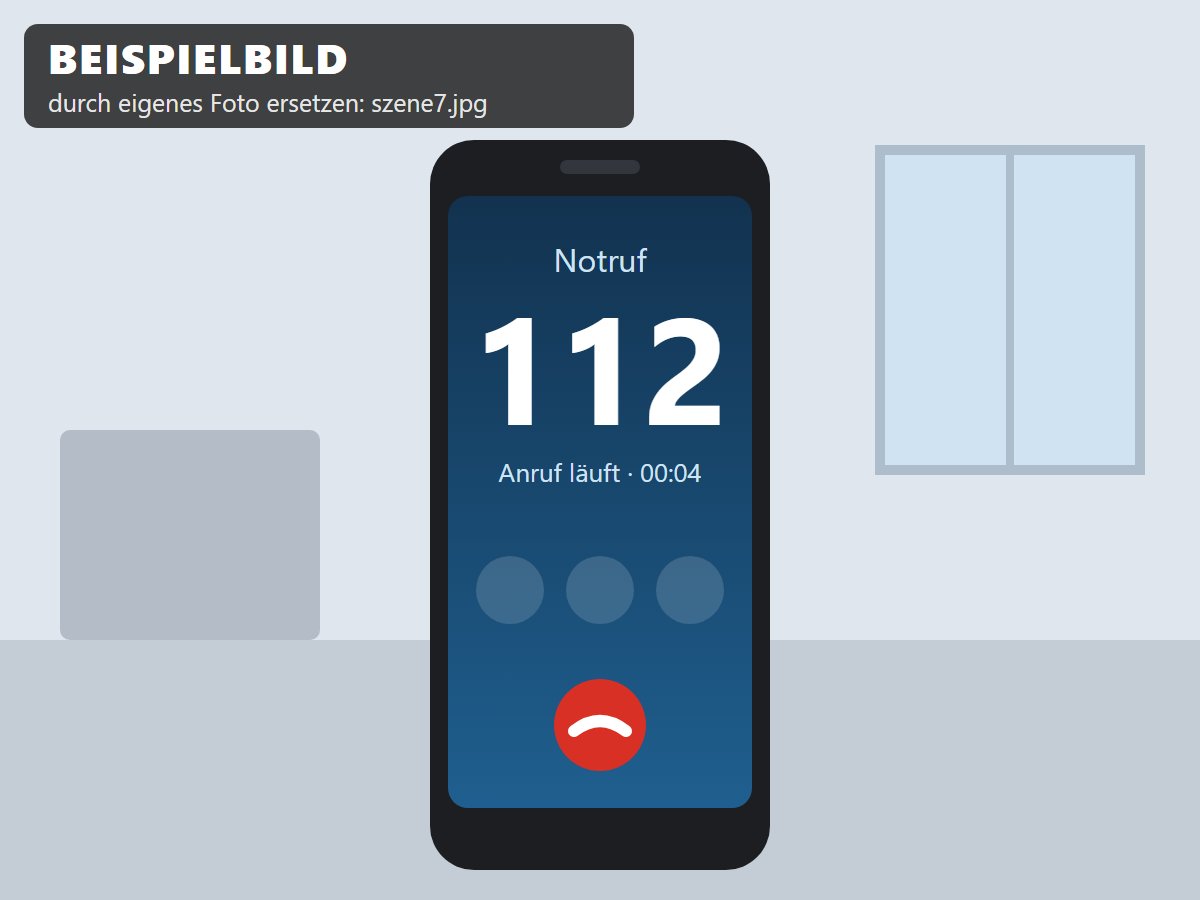 BEISPIELBILD
durch eigenes Foto ersetzen: szene7.jpg
Notruf
112
Anruf läuft · 00:04